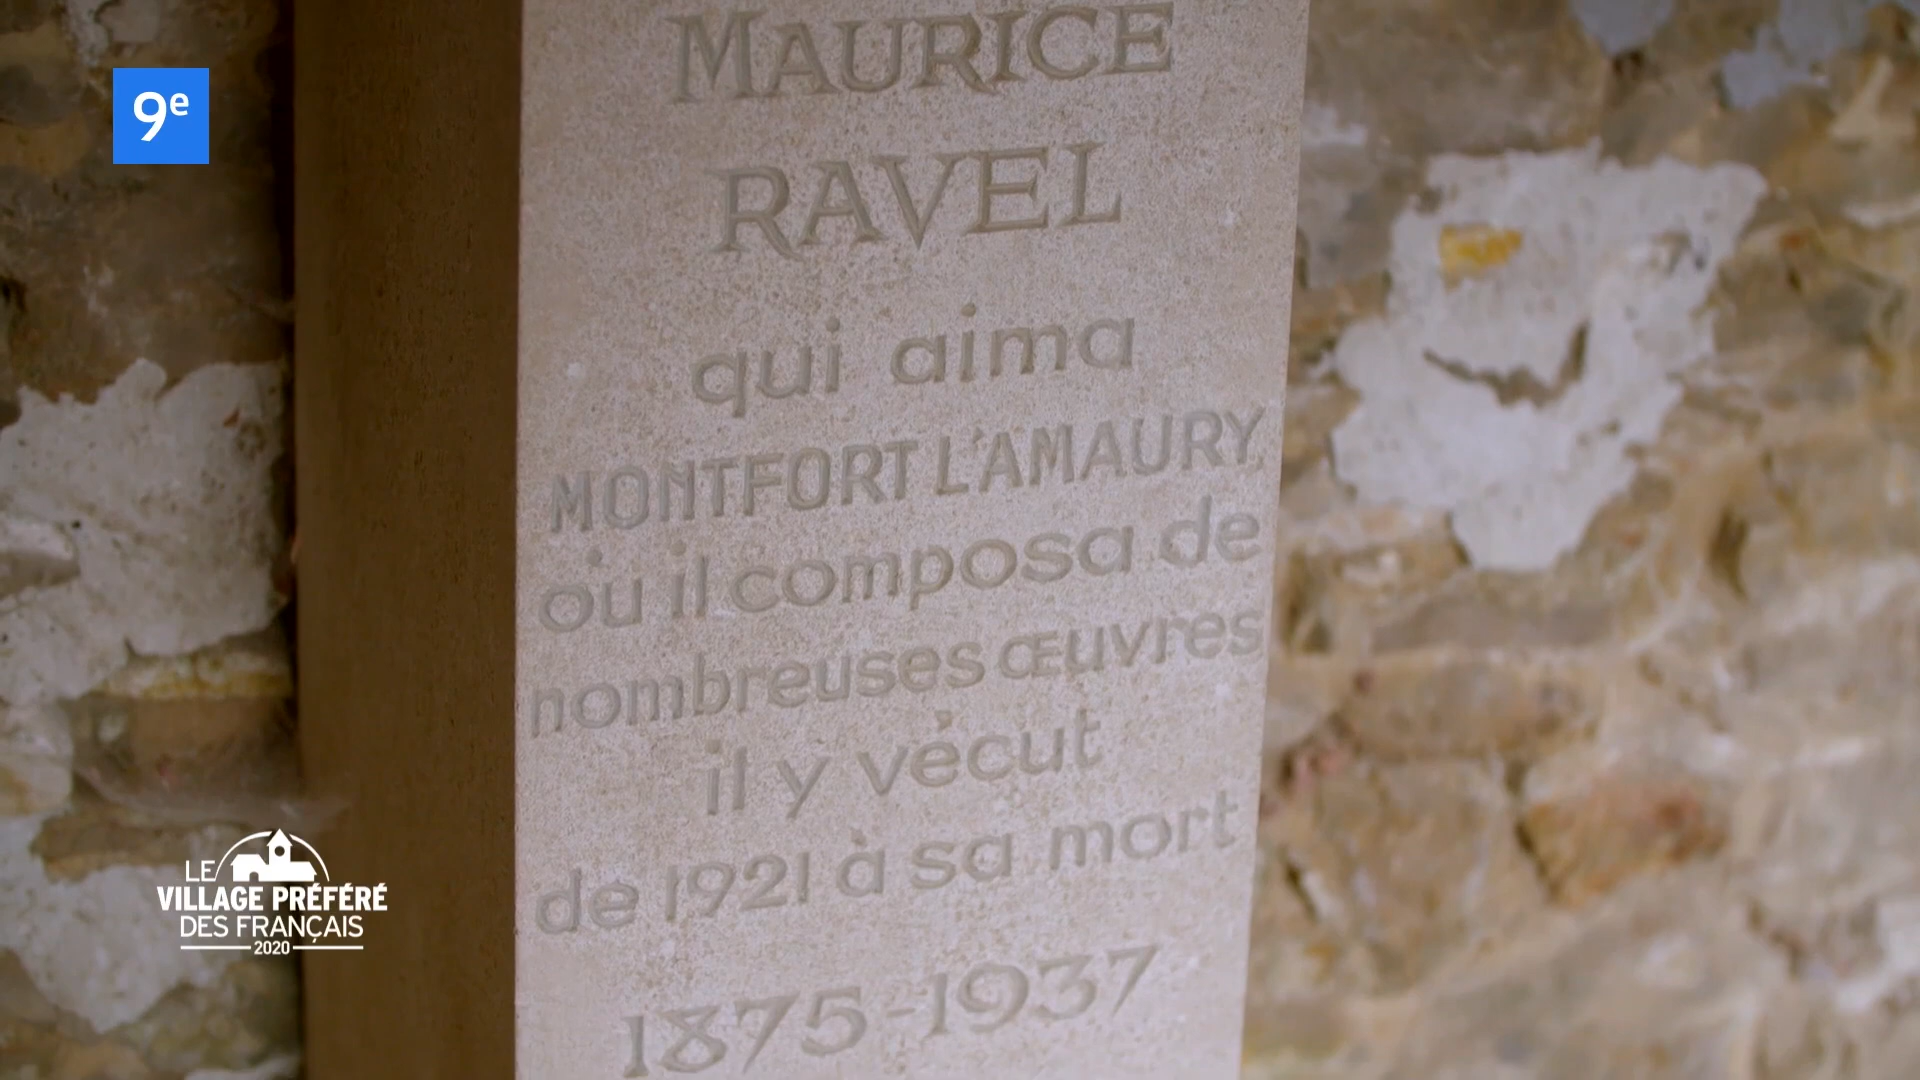 9e
MAURICE
RAVEL
qui aima
MONTFORT L'AMAURY
où il composa de
nombreuses œuvres
il y vécut
de 1921 à sa mort
1875-1937
LE
VILLAGE PRÉFÉRÉ
DES FRANÇAIS
2020